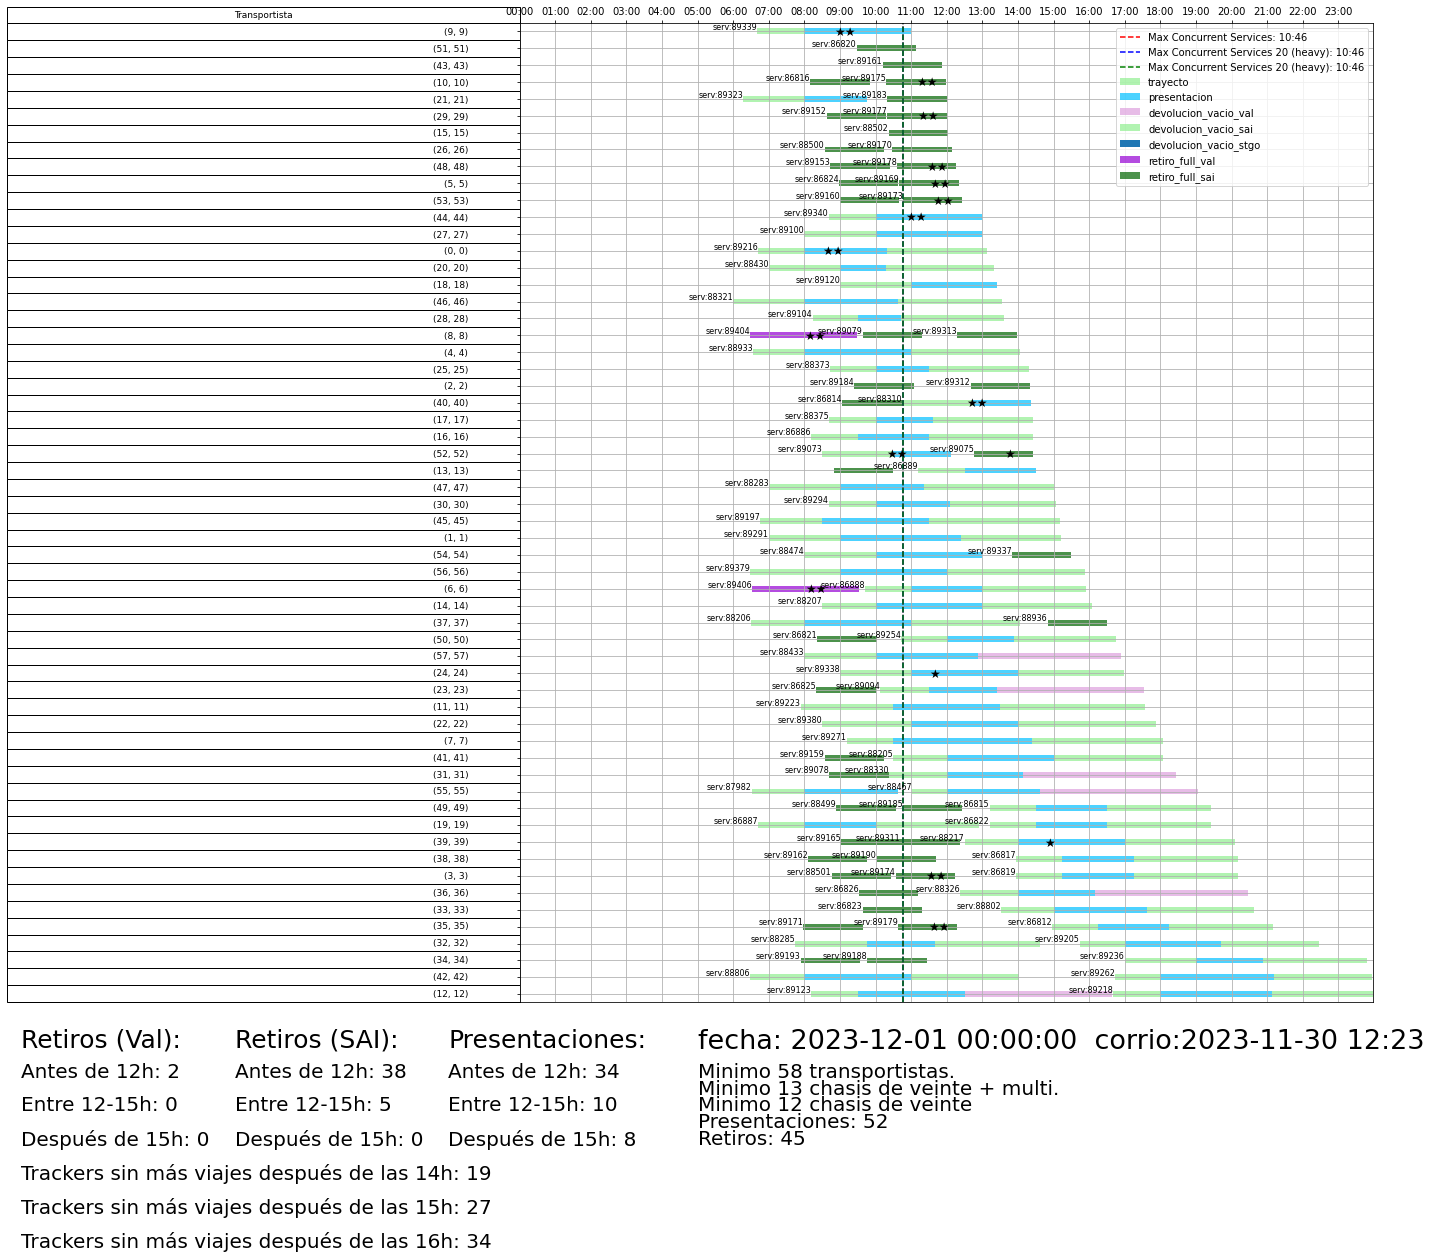 Transportista
00:00 01:00 02:00 03:00 04:00 05:00 06:00 07:00 08:00 09:00 10:00 11:00 12:00 13:00 14:00 15:00 16:00 17:00 18:00 19:00 20:00 21:00 22:00 23:00
Max Concurrent Services: 10:46
Max Concurrent Services 20 (heavy): 10:46
Max Concurrent Services 20 (heavy): 10:46
trayecto
presentacion
devolucion_vacio_val
devolucion_vacio_sai
devolucion_vacio_stgo
retiro_full_val
retiro_full_sai
(9, 9) serv:89339
(51, 51) serv:86820
(43, 43) serv:89161
(10, 10) serv:86816 serv:89175
(21, 21) serv:89323 serv:89183
(29, 29) serv:89152 serv:89177
(15, 15) serv:88502
(26, 26) serv:88500 serv:89170
(48, 48) serv:89153 serv:89178
(5, 5) serv:86824 serv:89169
(53, 53) serv:89160 serv:89173
(44, 44) serv:89340
(27, 27) serv:89100
(0, 0) serv:89216
(20, 20) serv:88430
(18, 18) serv:89120
(46, 46) serv:88321
(28, 28) serv:89104
(8, 8) serv:89404 serv:89079 serv:89313
(4, 4) serv:88933
(25, 25) serv:88373
(2, 2) serv:89184 serv:89312
(40, 40) serv:86814 serv:88310
(17, 17) serv:88375
(16, 16) serv:86886
(52, 52) serv:89073 serv:89075
(13, 13) serv:86889
(47, 47) serv:88283
(30, 30) serv:89294
(45, 45) serv:89197
(1, 1) serv:89291
(54, 54) serv:88474 serv:89337
(56, 56) serv:89379
(6, 6) serv:89406 serv:86888
(14, 14) serv:88207
(37, 37) serv:88206 serv:88936
(50, 50) serv:86821 serv:89254
(57, 57) serv:88433
(24, 24) serv:89338
(23, 23) serv:86825 serv:89094
(11, 11) serv:89223
(22, 22) serv:89380
(7, 7) serv:89271
(41, 41) serv:89159 serv:88205
(31, 31) serv:89078 serv:88330
(55, 55) serv:87982 serv:88457
(49, 49) serv:88499 serv:89185 serv:86815
(19, 19) serv:86887 serv:86822
(39, 39) serv:89165 serv:89311 serv:88217
(38, 38) serv:89162 serv:89190 serv:86817
(3, 3) serv:88501 serv:89174 serv:86819
(36, 36) serv:86826 serv:88326
(33, 33) serv:86823 serv:88802
(35, 35) serv:89171 serv:89179 serv:86812
(32, 32) serv:88285 serv:89205
(34, 34) serv:89193 serv:89188 serv:89236
(42, 42) serv:88806 serv:89262
(12, 12) serv:89123 serv:89218
Retiros (Val):
Antes de 12h: 2
Entre 12-15h: 0
Después de 15h: 0
Retiros (SAI):
Antes de 12h: 38
Entre 12-15h: 5
Después de 15h: 0
Presentaciones:
Antes de 12h: 34
Entre 12-15h: 10
Después de 15h: 8
fecha: 2023-12-01 00:00:00 corrio:2023-11-30 12:23
Minimo 58 transportistas.
Minimo 13 chasis de veinte + multi.
Minimo 12 chasis de veinte
Presentaciones: 52
Retiros: 45
Trackers sin más viajes después de las 14h: 19
Trackers sin más viajes después de las 15h: 27
Trackers sin más viajes después de las 16h: 34